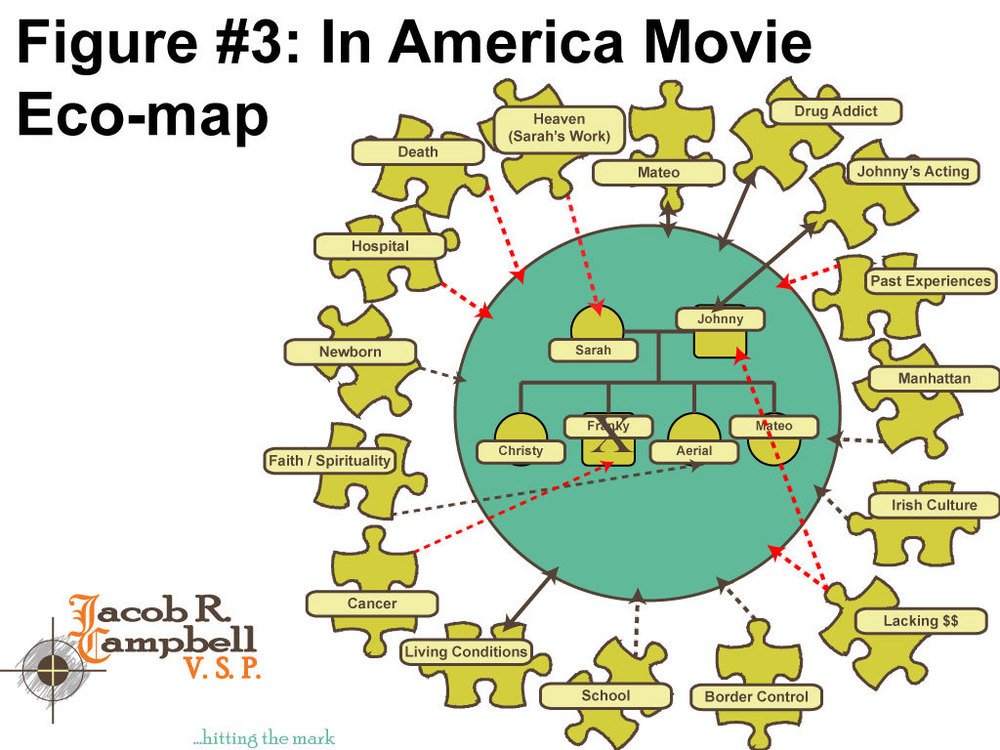 Figure #3: In America Movie
Eco-map
Drug Addict
Heaven
(Sarah's Work)
Death
Mateo
Johnny's Acting
Hospital
Past Experiences
Johnny
Sarah
Newborn
Manhattan
Franky
X
Mateo
Christy
Aerial
Faith / Spirituality
Irish Culture
Cancer
Lacking $$
Living Conditions
School
Border Control
Jacob R.
Campbell
V. S. P.
...hitting the mark